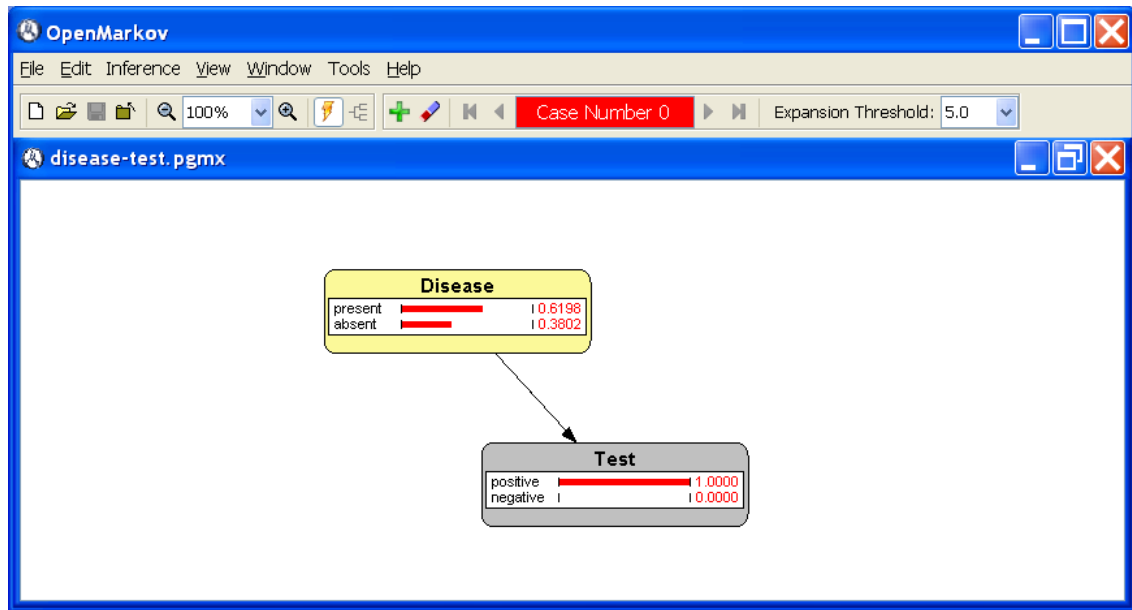 OpenMarkov
File Edit Inference View Window Tools Help
100% Case Number 0 Expansion Threshold: 5.0
disease-test.pgmx
Disease
present 0.6198
absent 0.3802
Test
positive 1.0000
negative 0.0000